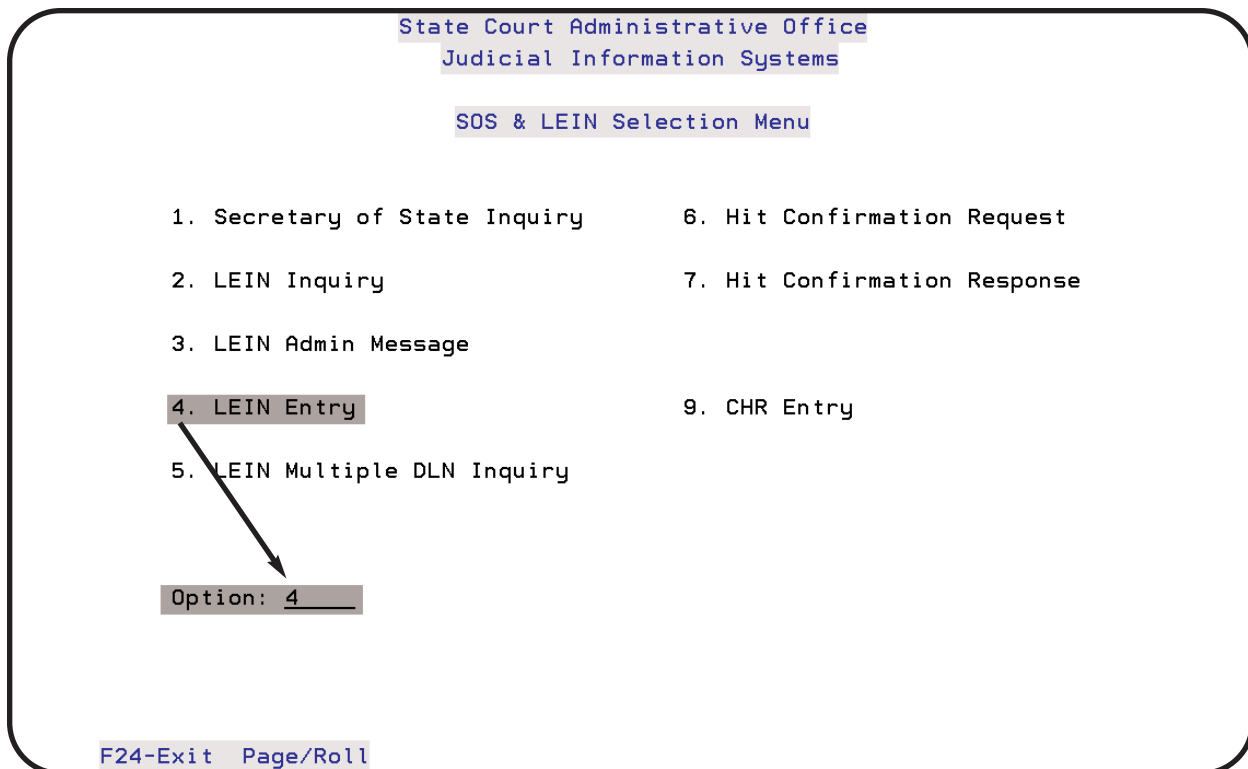 State Court Administrative Office
Judicial Information Systems
SOS & LEIN Selection Menu
1. Secretary of State Inquiry
2. LEIN Inquiry
3. LEIN Admin Message
4. LEIN Entry
5. LEIN Multiple DLN Inquiry
6. Hit Confirmation Request
7. Hit Confirmation Response
9. CHR Entry
Option: 4
F24-Exit Page/Roll